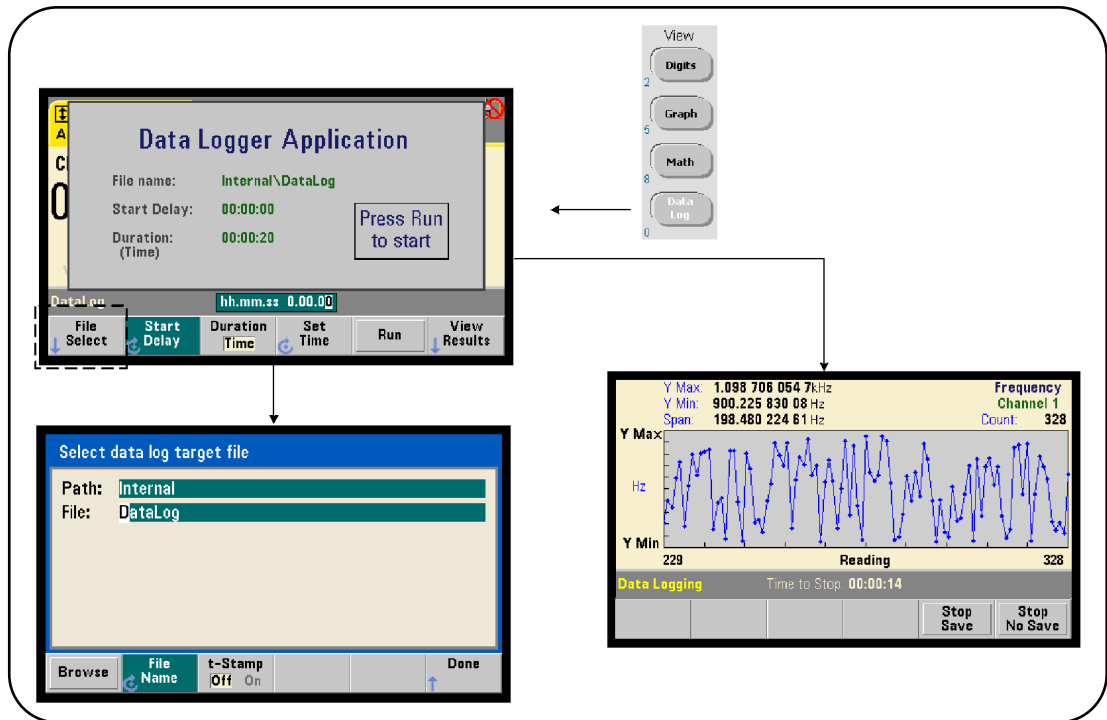 View
Digits
2
Graph
5
Math
8
Data
Log
0
A
C
0
Data Logger Application
File name: Internal\DataLog
Start Delay: 00:00:00
Duration: 00:00:20
(Time)
Press Run
to start
DataLog hh.mm.ss 0.00.00
File
Select
Start
Delay
Duration
Time
Set
Time
Run
View
Results
Select data log target file
Path: Internal
File: DataLog
Browse
File
Name
t-Stamp
Off On
Done
Y Max: 1.098 706 054 7kHz Frequency
Y Min: 900.225 830 08 Hz Channel 1
Span: 198.480 224 61 Hz Count: 328
Y Max
Hz
Y Min
229 Reading 328
Data Logging Time to Stop: 00:00:14
Stop
Save
Stop
No Save